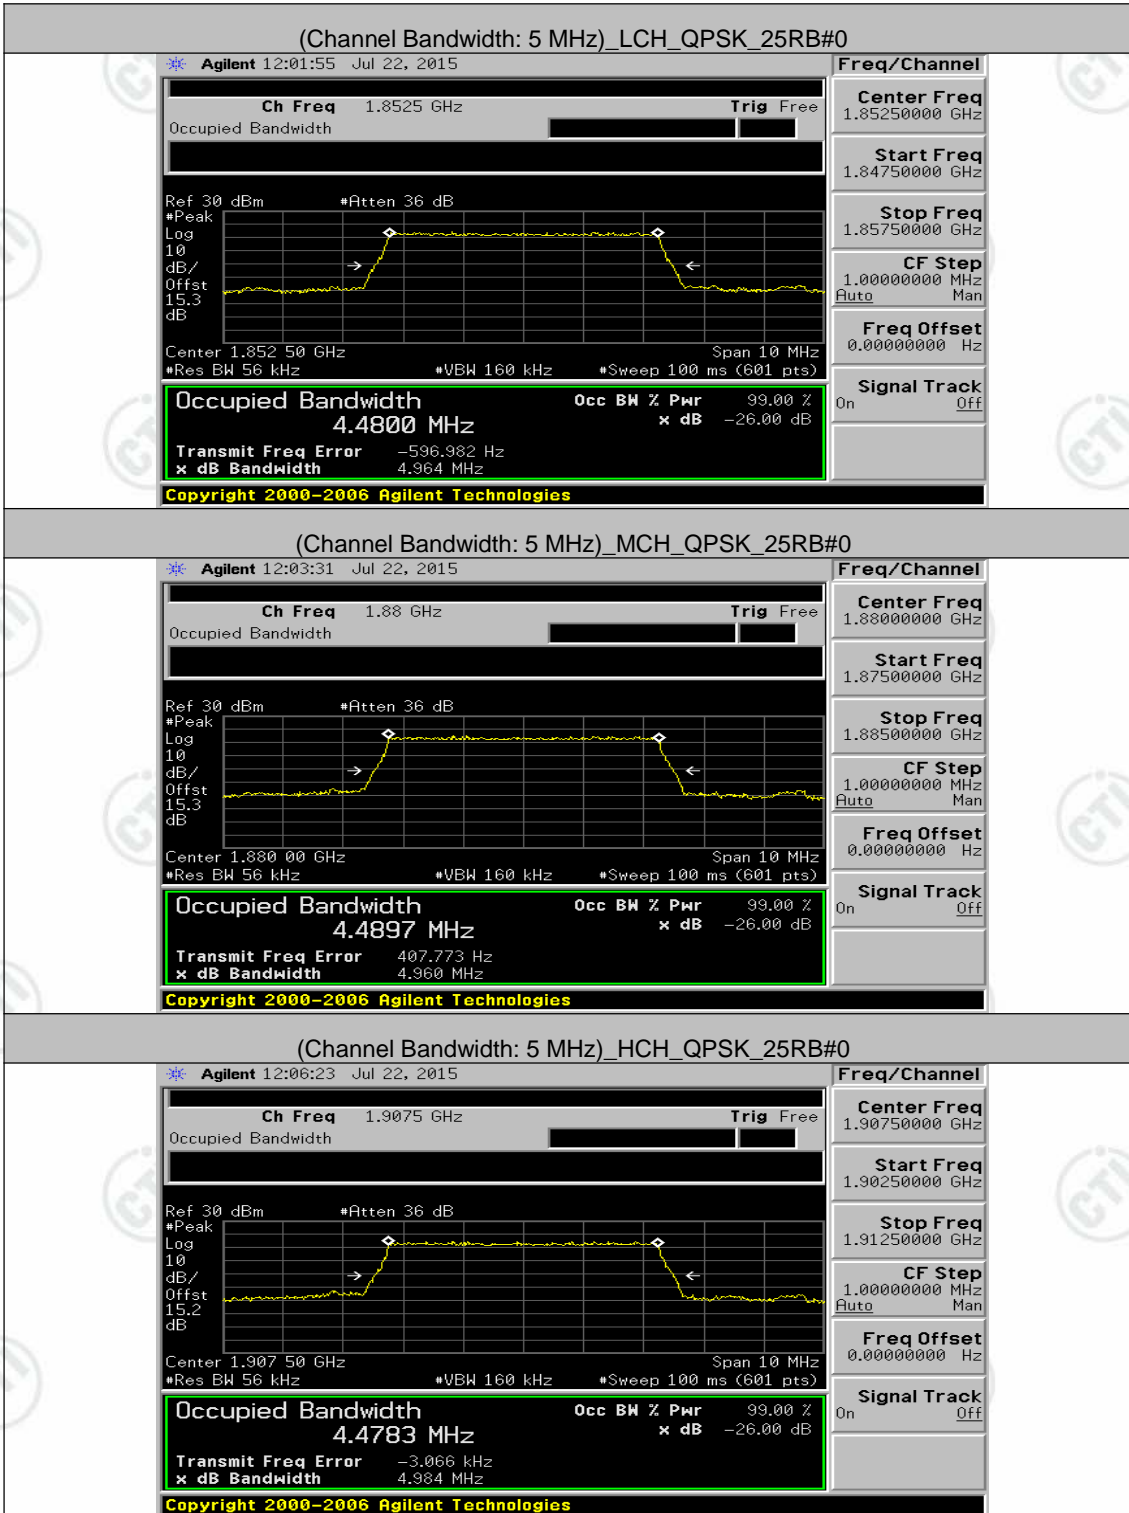 (Channel Bandwidth: 5 MHz)_LCH_QPSK_25RB#0
Agilent 12:01:55 Jul 22, 2015
Freq/Channel
Ch Freq 1.8525 GHz Trig Free
Occupied Bandwidth
Center Freq
1.85250000 GHz
Start Freq
1.84750000 GHz
Stop Freq
1.85750000 GHz
CF Step
1.00000000 MHz
Auto Man
Freq Offset
0.00000000 Hz
Signal Track
On Off
Ref 30 dBm #Atten 36 dB
#Peak
Log
10
dB/
Offst
15.3
dB
Center 1.852 50 GHz Span 10 MHz
#Res BW 56 kHz #VBW 160 kHz #Sweep 100 ms (601 pts)
Occupied Bandwidth Occ BW % Pwr 99.00 %
4.4800 MHz x dB -26.00 dB
Transmit Freq Error -596.982 Hz
x dB Bandwidth 4.964 MHz
Copyright 2000-2006 Agilent Technologies
(Channel Bandwidth: 5 MHz)_MCH_QPSK_25RB#0
Agilent 12:03:31 Jul 22, 2015
Freq/Channel
Ch Freq 1.88 GHz Trig Free
Occupied Bandwidth
Center Freq
1.88000000 GHz
Start Freq
1.87500000 GHz
Stop Freq
1.88500000 GHz
CF Step
1.00000000 MHz
Auto Man
Freq Offset
0.00000000 Hz
Signal Track
On Off
Ref 30 dBm #Atten 36 dB
#Peak
Log
10
dB/
Offst
15.3
dB
Center 1.880 00 GHz Span 10 MHz
#Res BW 56 kHz #VBW 160 kHz #Sweep 100 ms (601 pts)
Occupied Bandwidth Occ BW % Pwr 99.00 %
4.4897 MHz x dB -26.00 dB
Transmit Freq Error 407.773 Hz
x dB Bandwidth 4.960 MHz
Copyright 2000-2006 Agilent Technologies
(Channel Bandwidth: 5 MHz)_HCH_QPSK_25RB#0
Agilent 12:06:23 Jul 22, 2015
Freq/Channel
Ch Freq 1.9075 GHz Trig Free
Occupied Bandwidth
Center Freq
1.90750000 GHz
Start Freq
1.90250000 GHz
Stop Freq
1.91250000 GHz
CF Step
1.00000000 MHz
Auto Man
Freq Offset
0.00000000 Hz
Signal Track
On Off
Ref 30 dBm #Atten 36 dB
#Peak
Log
10
dB/
Offst
15.2
dB
Center 1.907 50 GHz Span 10 MHz
#Res BW 56 kHz #VBW 160 kHz #Sweep 100 ms (601 pts)
Occupied Bandwidth Occ BW % Pwr 99.00 %
4.4783 MHz x dB -26.00 dB
Transmit Freq Error -3.066 kHz
x dB Bandwidth 4.984 MHz
Copyright 2000-2006 Agilent Technologies
CTI
CTI
CTI
CTI
CTI
CTI
CTI
CTI